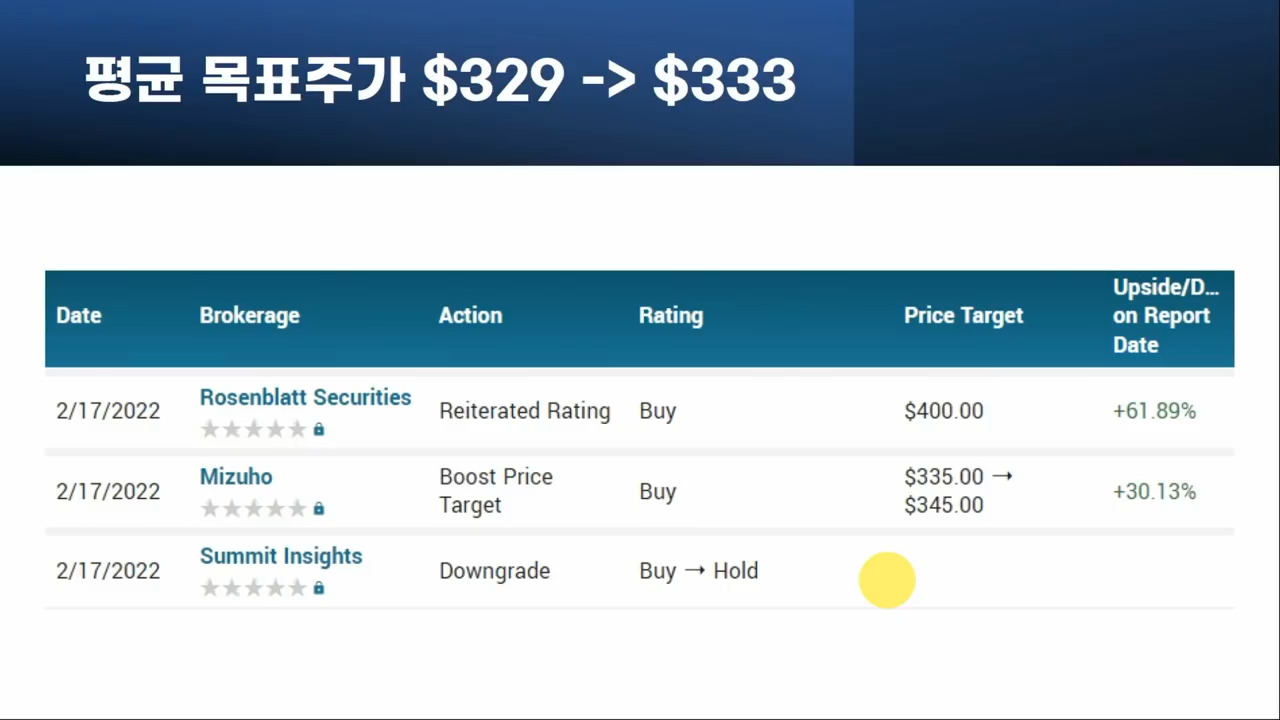 평균 목표주가 $329 -> $333
Date Brokerage Action Rating Price Target Upside/D...
on Report
Date
2/17/2022 Rosenblatt Securities Reiterated Rating Buy $400.00 +61.89%
2/17/2022 Mizuho Boost Price Target Buy $335.00 → $345.00 +30.13%
2/17/2022 Summit Insights Downgrade Buy → Hold